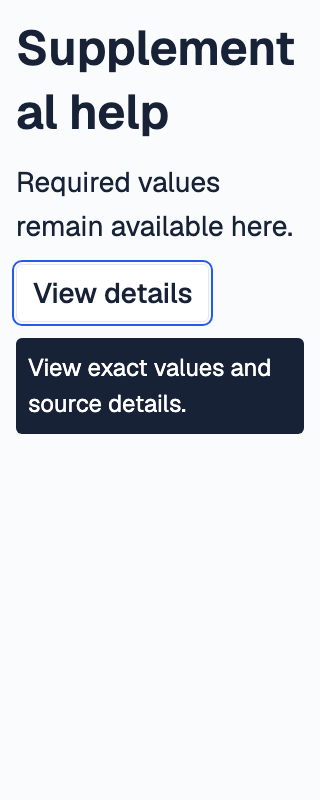 Supplement
al help
Required values
remain available here.
View details
View exact values and
source details.